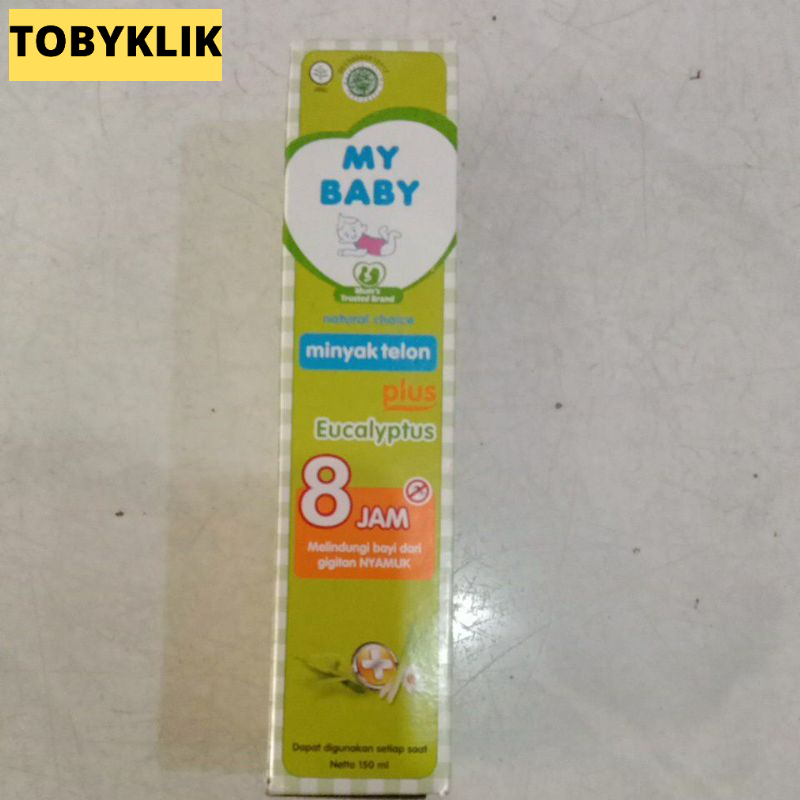 TOBYKLIK
MY
BABY
Mum's
Trusted Brand
natural choice
minyak telon
plus
Eucalyptus
8
JAM
Melindungi bayi dari
gigitan NYAMUK
Dapat digunakan setiap saat
Netto 150 ml